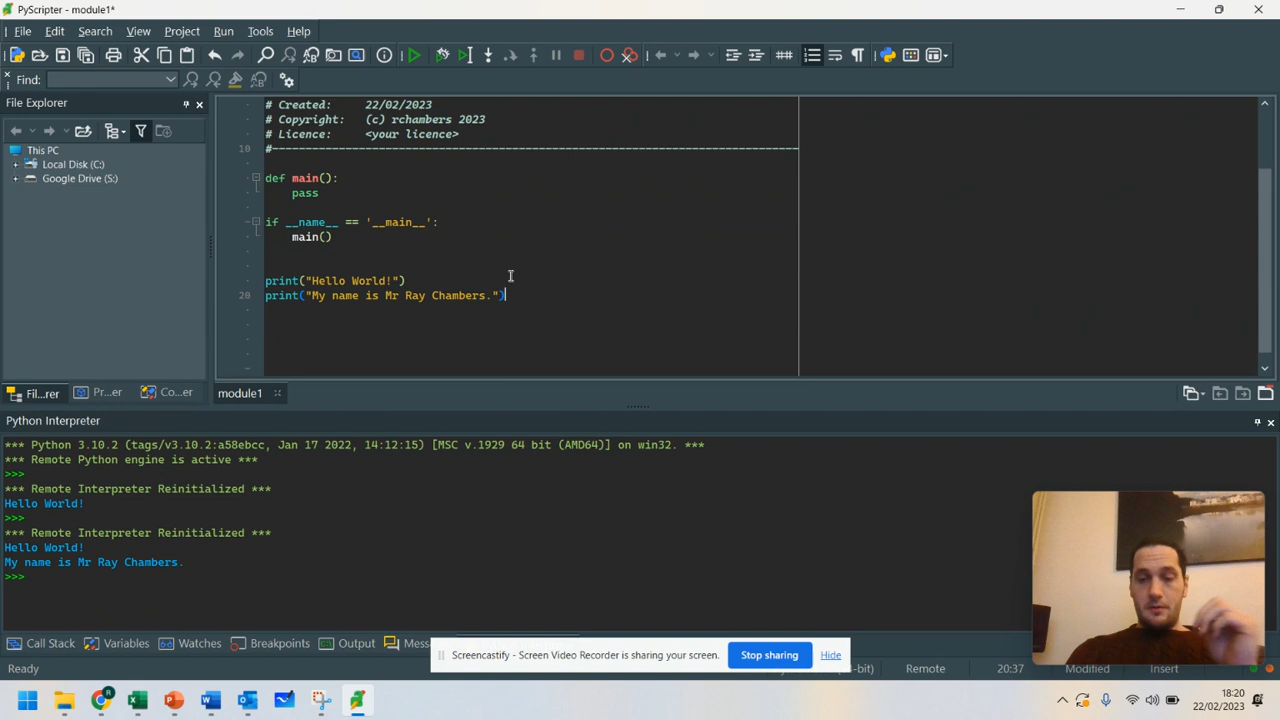 PyScripter - module1*
File Edit Search View Project Run Tools Help
Find:
File Explorer
This PC
Local Disk (C:)
Google Drive (S:)
# Created: 22/02/2023
# Copyright: (c) rchambers 2023
# Licence: <your licence>
10 #-------------------------------------------------------------------------------
def main():
pass
if __name__ == '__main__':
main()
print("Hello World!")
20 print("My name is Mr Ray Chambers.")
Fil...rer Pr...er Co...er
module1
Python Interpreter
*** Python 3.10.2 (tags/v3.10.2:a58ebcc, Jan 17 2022, 14:12:15) [MSC v.1929 64 bit (AMD64)] on win32. ***
*** Remote Python engine is active ***
>>>
*** Remote Interpreter Reinitialized ***
Hello World!
>>>
*** Remote Interpreter Reinitialized ***
Hello World!
My name is Mr Ray Chambers.
>>>
Call Stack Variables Watches Breakpoints Output Mess
Screencastify - Screen Video Recorder is sharing your screen. Stop sharing Hide
Ready -bit) Remote 20:37 Modified Insert
18:20
22/02/2023